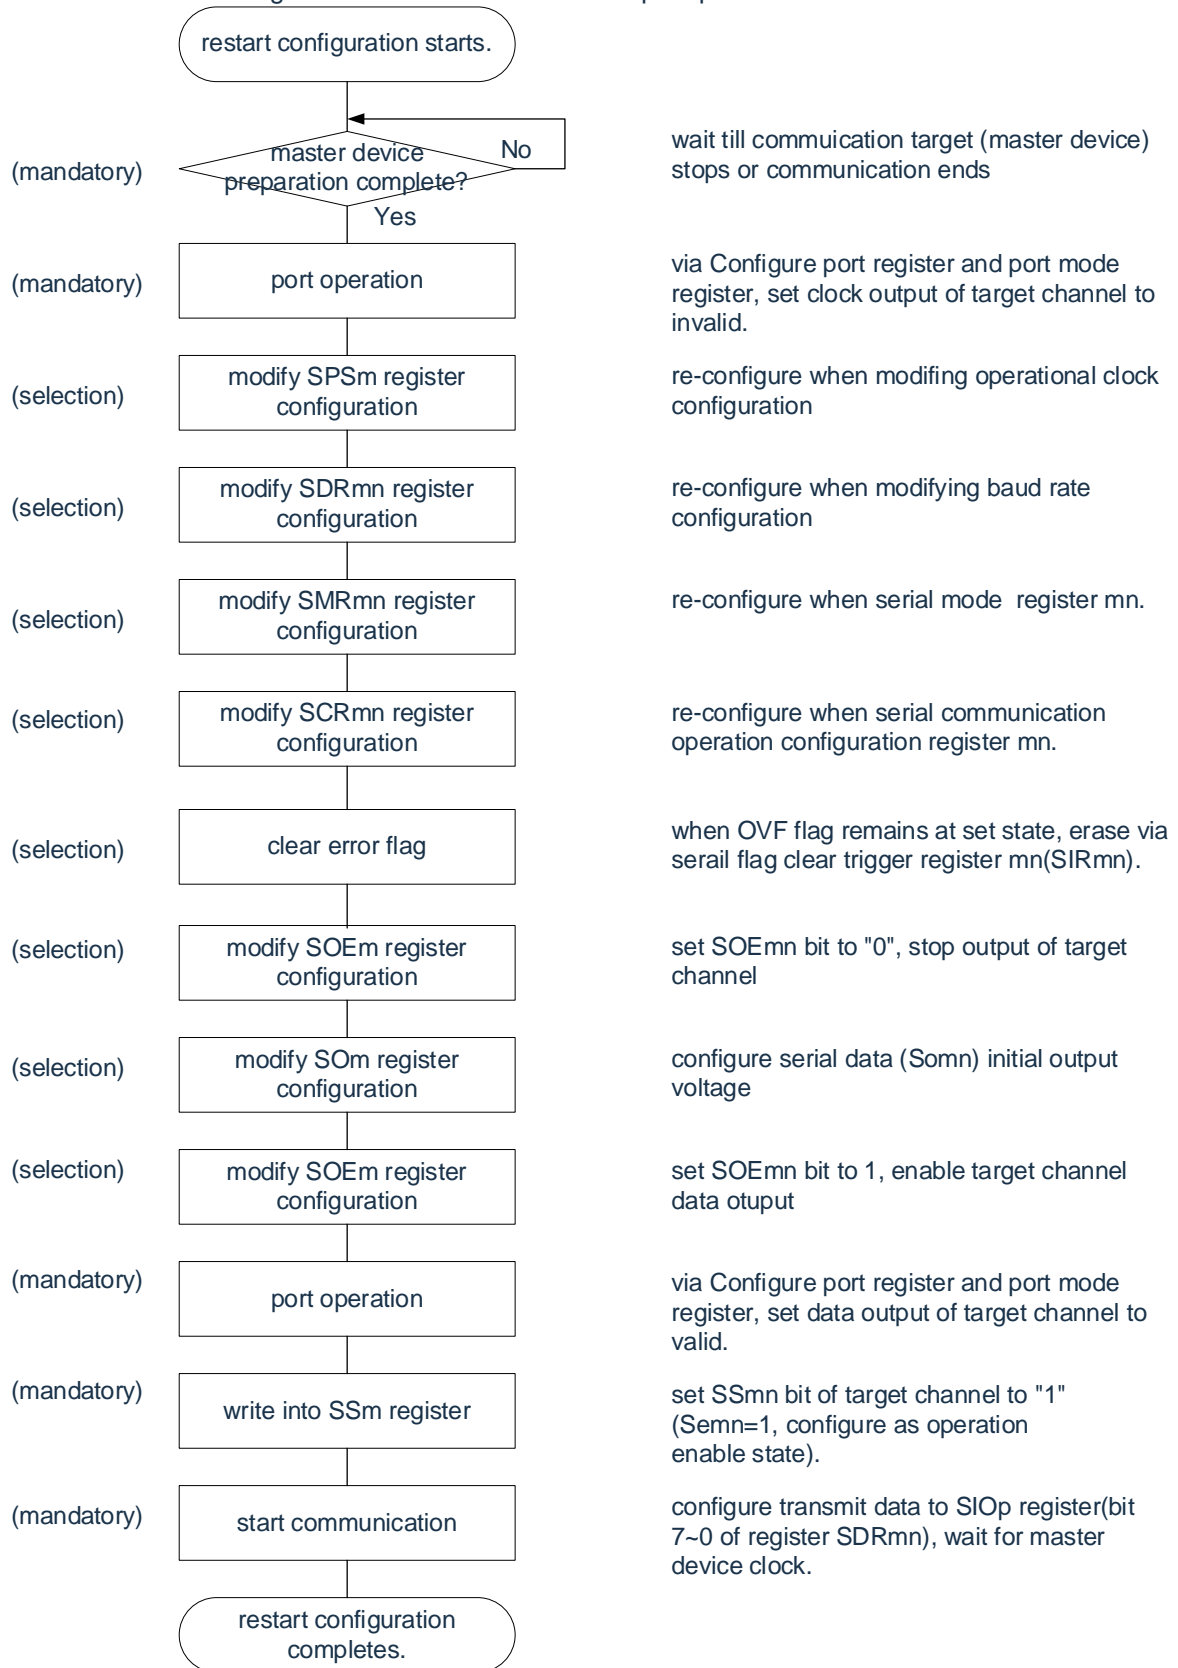 restart configuration starts.
(mandatory)
master device
preparation complete?
No
Yes
wait till commuication target (master device)
stops or communication ends
(mandatory)
port operation
via Configure port register and port mode
register, set clock output of target channel to
invalid.
(selection)
modify SPSm register
configuration
re-configure when modifing operational clock
configuration
(selection)
modify SDRmn register
configuration
re-configure when modifying baud rate
configuration
(selection)
modify SMRmn register
configuration
re-configure when serial mode  register mn.
(selection)
modify SCRmn register
configuration
re-configure when serial communication
operation configuration register mn.
(selection)
clear error flag
when OVF flag remains at set state, erase via
serail flag clear trigger register mn(SIRmn).
(selection)
modify SOEm register
configuration
set SOEmn bit to "0", stop output of target
channel
(selection)
modify SOm register
configuration
configure serial data (Somn) initial output
voltage
(selection)
modify SOEm register
configuration
set SOEmn bit to 1, enable target channel
data otuput
(mandatory)
port operation
via Configure port register and port mode
register, set data output of target channel to
valid.
(mandatory)
write into SSm register
set SSmn bit of target channel to "1"
(Semn=1, configure as operation
enable state).
(mandatory)
start communication
configure transmit data to SIOp register(bit
7~0 of register SDRmn), wait for master
device clock.
restart configuration
completes.